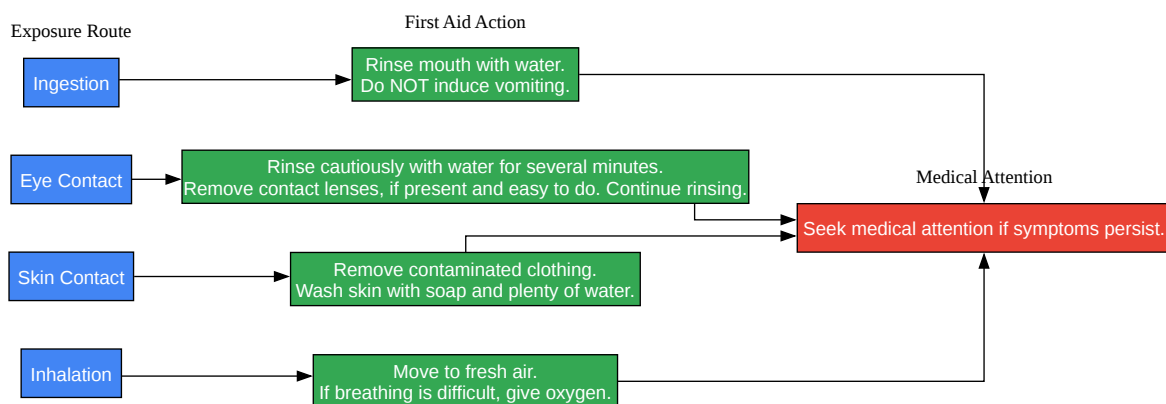 Exposure Route
First Aid Action
Ingestion
Rinse mouth with water.
Do NOT induce vomiting.
Eye Contact
Rinse cautiously with water for several minutes.
Remove contact lenses, if present and easy to do. Continue rinsing.
Medical Attention
Seek medical attention if symptoms persist.
Skin Contact
Remove contaminated clothing.
Wash skin with soap and plenty of water.
Inhalation
Move to fresh air.
If breathing is difficult, give oxygen.